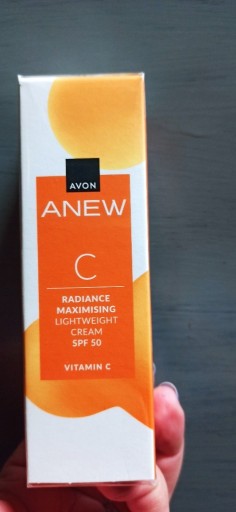 AVON
ANEW
C
RADIANCE
MAXIMISING
LIGHTWEIGHT
CREAM
SPF 50
VITAMIN C